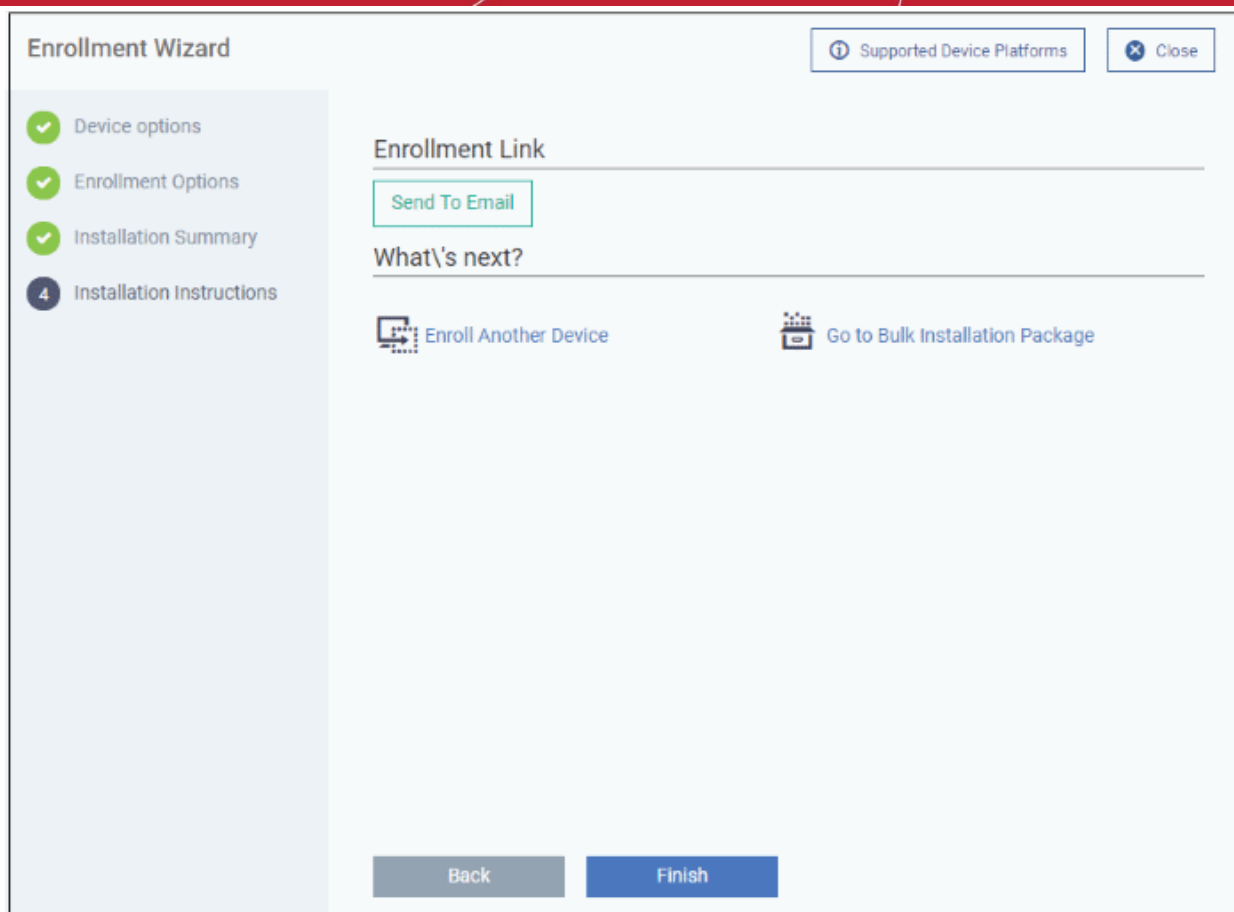 Enrollment Wizard
Supported Device Platforms
Close
Device options
Enrollment Options
Installation Summary
4 Installation Instructions
Enrollment Link
Send To Email
What\'s next?
Enroll Another Device
Go to Bulk Installation Package
Back
Finish